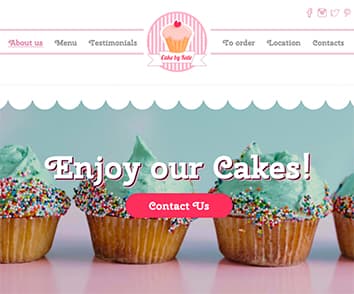 About us Menu Testimonials To order Location Contacts
Cake by Kate
Enjoy our Cakes!
Contact Us